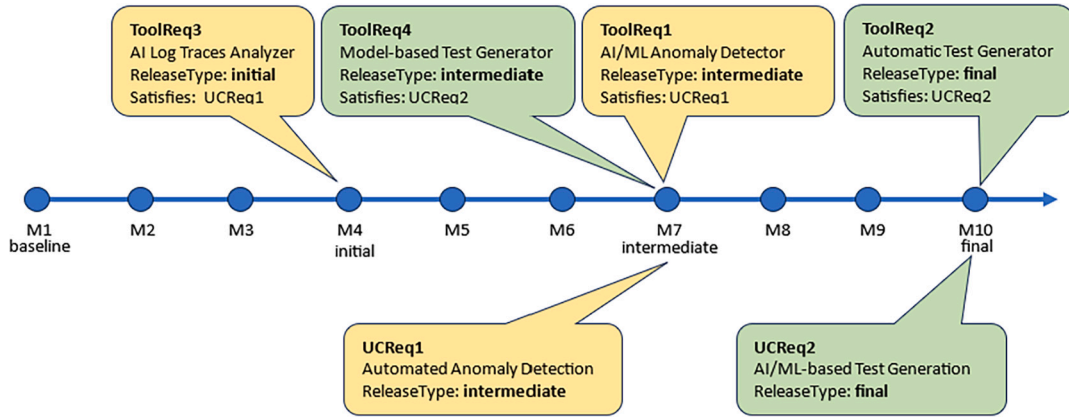 ToolReq3
AI Log Traces Analyzer
ReleaseType: initial
Satisfies: UCReq1
ToolReq4
Model-based Test Generator
ReleaseType: intermediate
Satisfies: UCReq2
ToolReq1
AI/ML Anomaly Detector
ReleaseType: intermediate
Satisfies: UCReq1
ToolReq2
Automatic Test Generator
ReleaseType: final
Satisfies: UCReq2
M1
baseline
M2
M3
M4
initial
M5
M6
M7
intermediate
M8
M9
M10
final
UCReq1
Automated Anomaly Detection
ReleaseType: intermediate
UCReq2
AI/ML-based Test Generation
ReleaseType: final